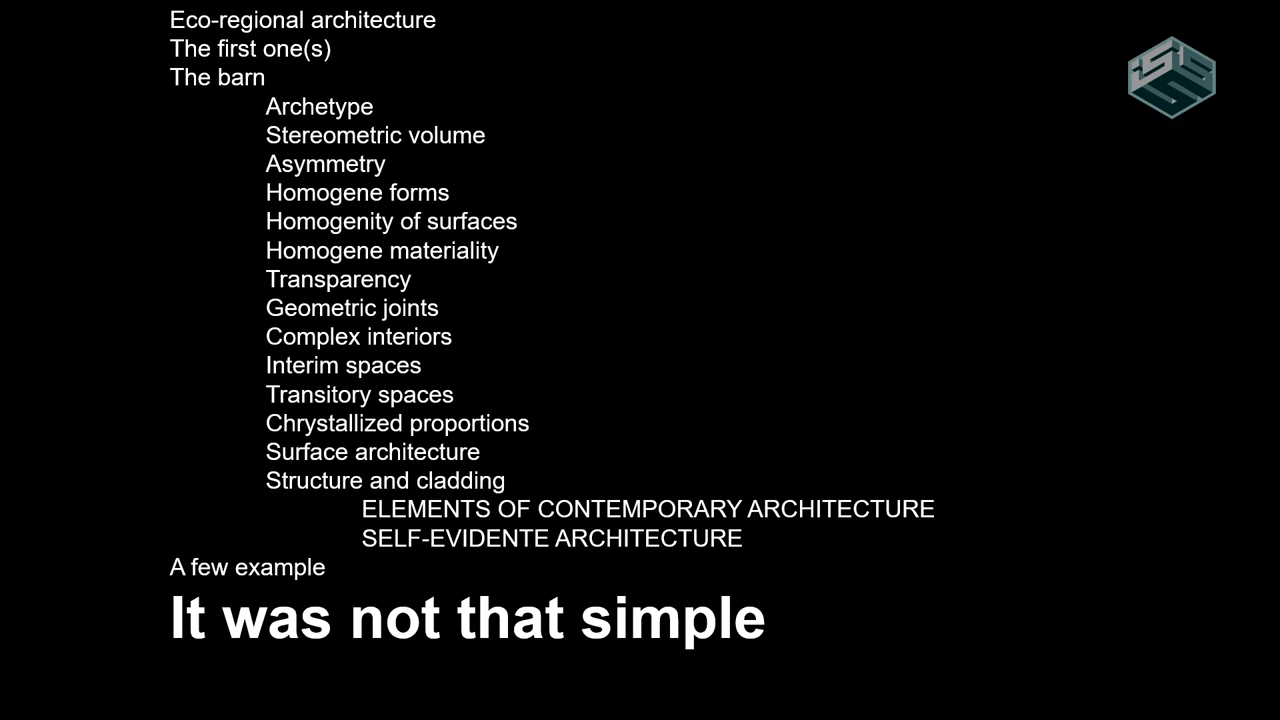 Eco-regional architecture
The first one(s)
The barn
Archetype
Stereometric volume
Asymmetry
Homogene forms
Homogenity of surfaces
Homogene materiality
Transparency
Geometric joints
Complex interiors
Interim spaces
Transitory spaces
Chrystallized proportions
Surface architecture
Structure and cladding
ELEMENTS OF CONTEMPORARY ARCHITECTURE
SELF-EVIDENTE ARCHITECTURE
A few example
It was not that simple